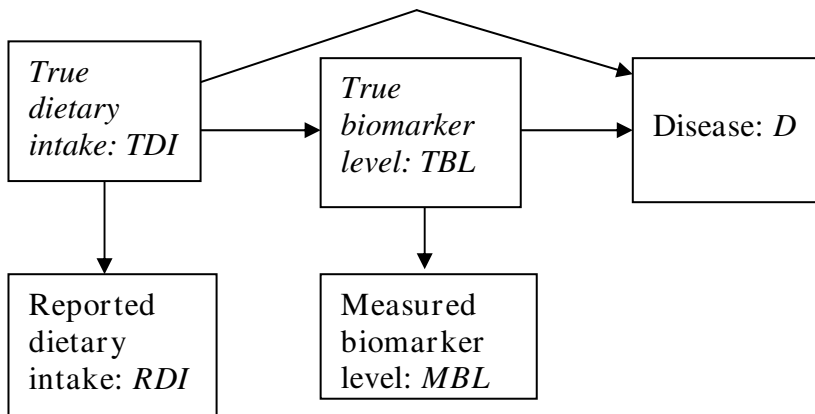 True
dietary
intake: TDI
True
biomarker
level: TBL
Disease: D
Reported
dietary
intake: RDI
Measured
biomarker
level: MBL